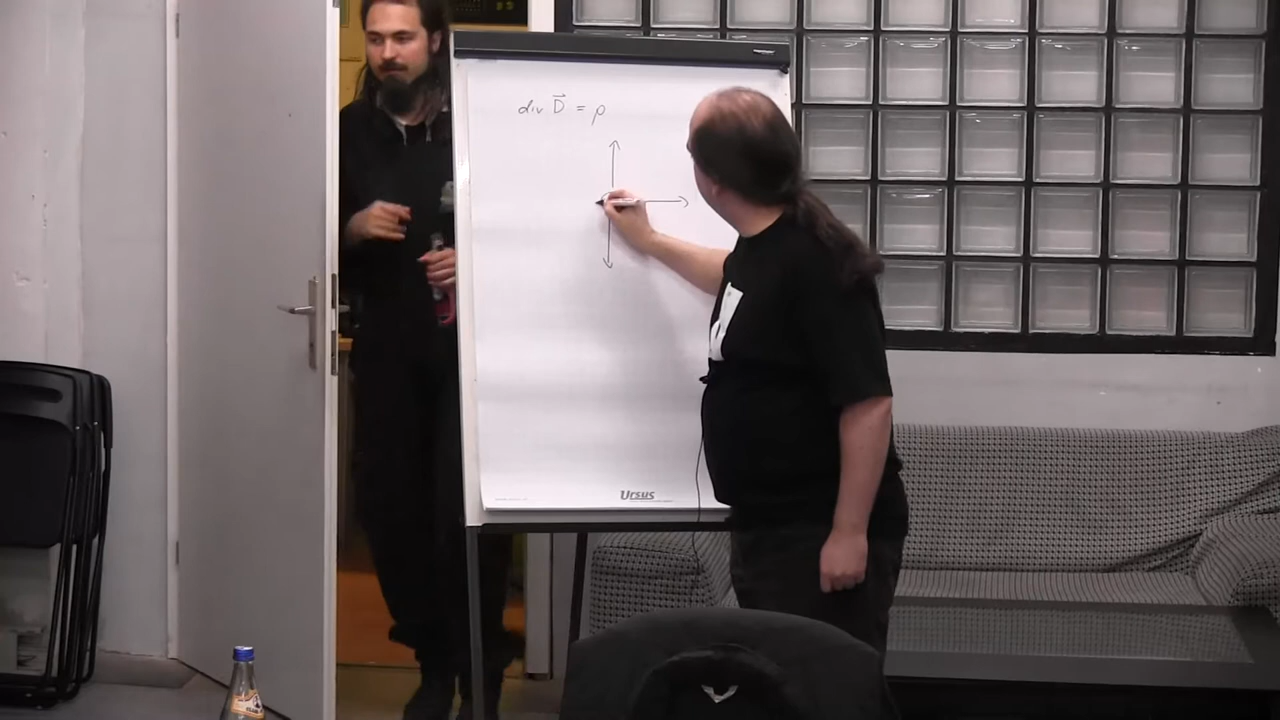 div D⃗ = ρ
Ursus